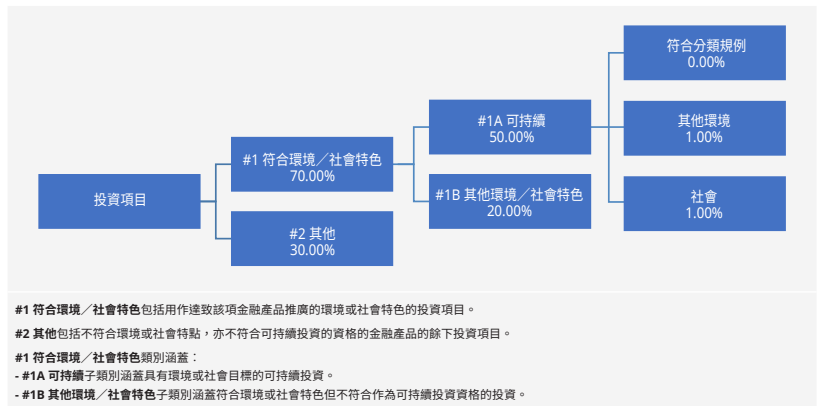 投資項目
#1 符合環境／社會特色
70.00%
#2 其他
30.00%
#1A 可持續
50.00%
#1B 其他環境／社會特色
20.00%
符合分類規例
0.00%
其他環境
1.00%
社會
1.00%
#1 符合環境／社會特色包括用作達致該項金融產品推廣的環境或社會特色的投資項目。
#2 其他包括不符合環境或社會特點，亦不符合可持續投資的資格的金融產品的餘下投資項目。
#1 符合環境／社會特色類別涵蓋：
- #1A 可持續子類別涵蓋具有環境或社會目標的可持續投資。
- #1B 其他環境／社會特色子類別涵蓋符合環境或社會特色但不符合作為可持續投資資格的投資。